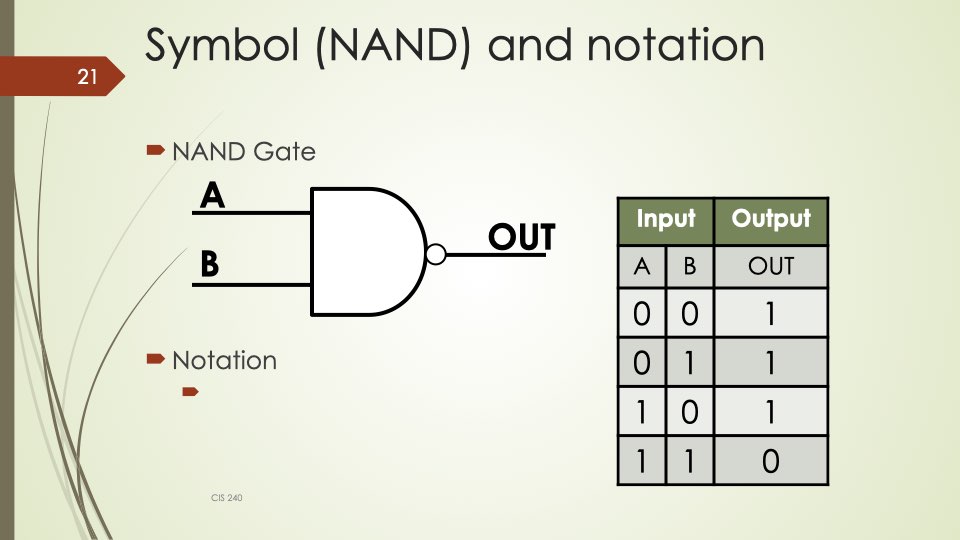 Symbol (NAND) and notation
21
NAND Gate
A
B
OUT
Input Output
A B OUT
0 0 1
0 1 1
1 0 1
1 1 0
Notation
CIS 240